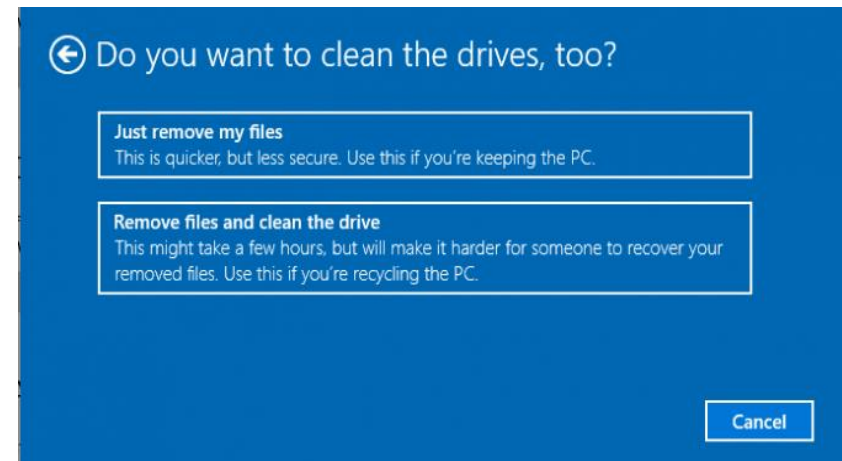 Do you want to clean the drives, too?
Just remove my files
This is quicker, but less secure. Use this if you're keeping the PC.
Remove files and clean the drive
This might take a few hours, but will make it harder for someone to recover your
removed files. Use this if you're recycling the PC.
Cancel